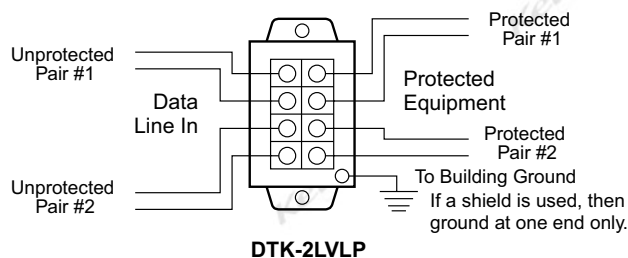 Unprotected
Pair #1
Protected
Pair #1
Data
Line In
Protected
Equipment
Protected
Pair #2
Unprotected
Pair #2
To Building Ground
If a shield is used, then
ground at one end only.
DTK-2LVLP